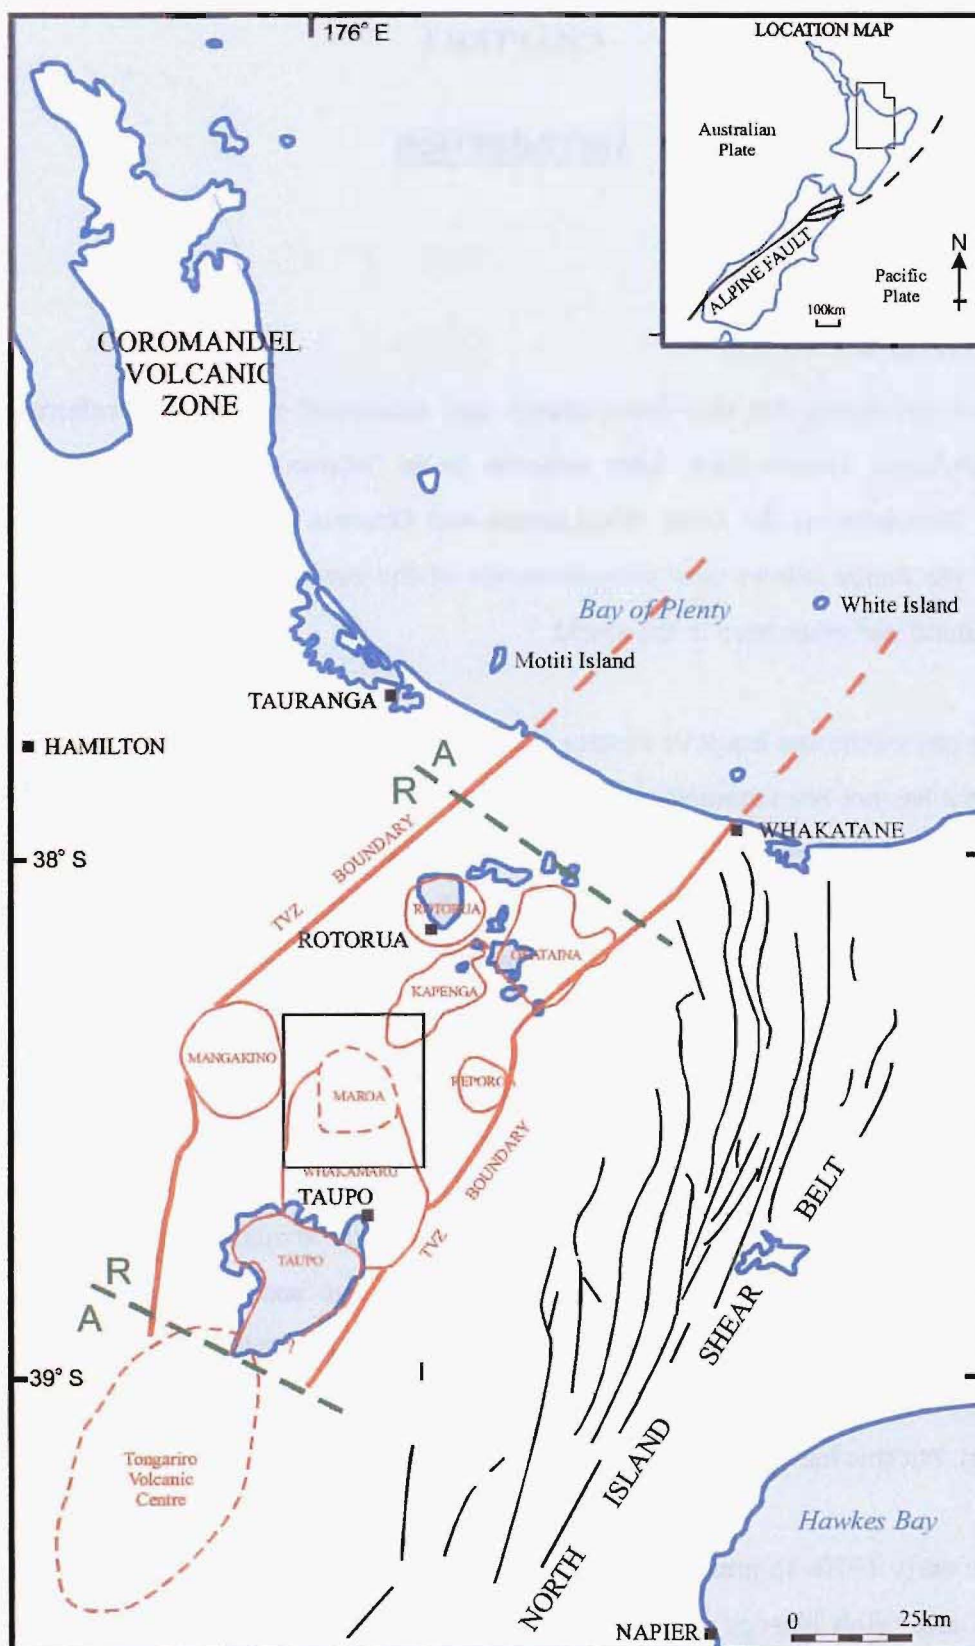 176° E
LOCATION MAP
Australian
Plate
ALPINE FAULT
N
Pacific
Plate
100km
COROMANDEL
VOLCANIC
ZONE
Bay of Plenty
White Island
Motiti Island
TAURANGA
HAMILTON
A
R
WHAKATANE
38° S
TVZ BOUNDARY
ROTORUA
ROTORUA
OKATAINA
KAPENGA
MANGAKINO
REPOROA
MAROA
WHAKAMARU
TAUPO
TVZ BOUNDARY
TAUPO
R
A
?
39° S
NORTH ISLAND SHEAR BELT
Tongariro
Volcanic
Centre
Hawkes Bay
NAPIER
0 25km